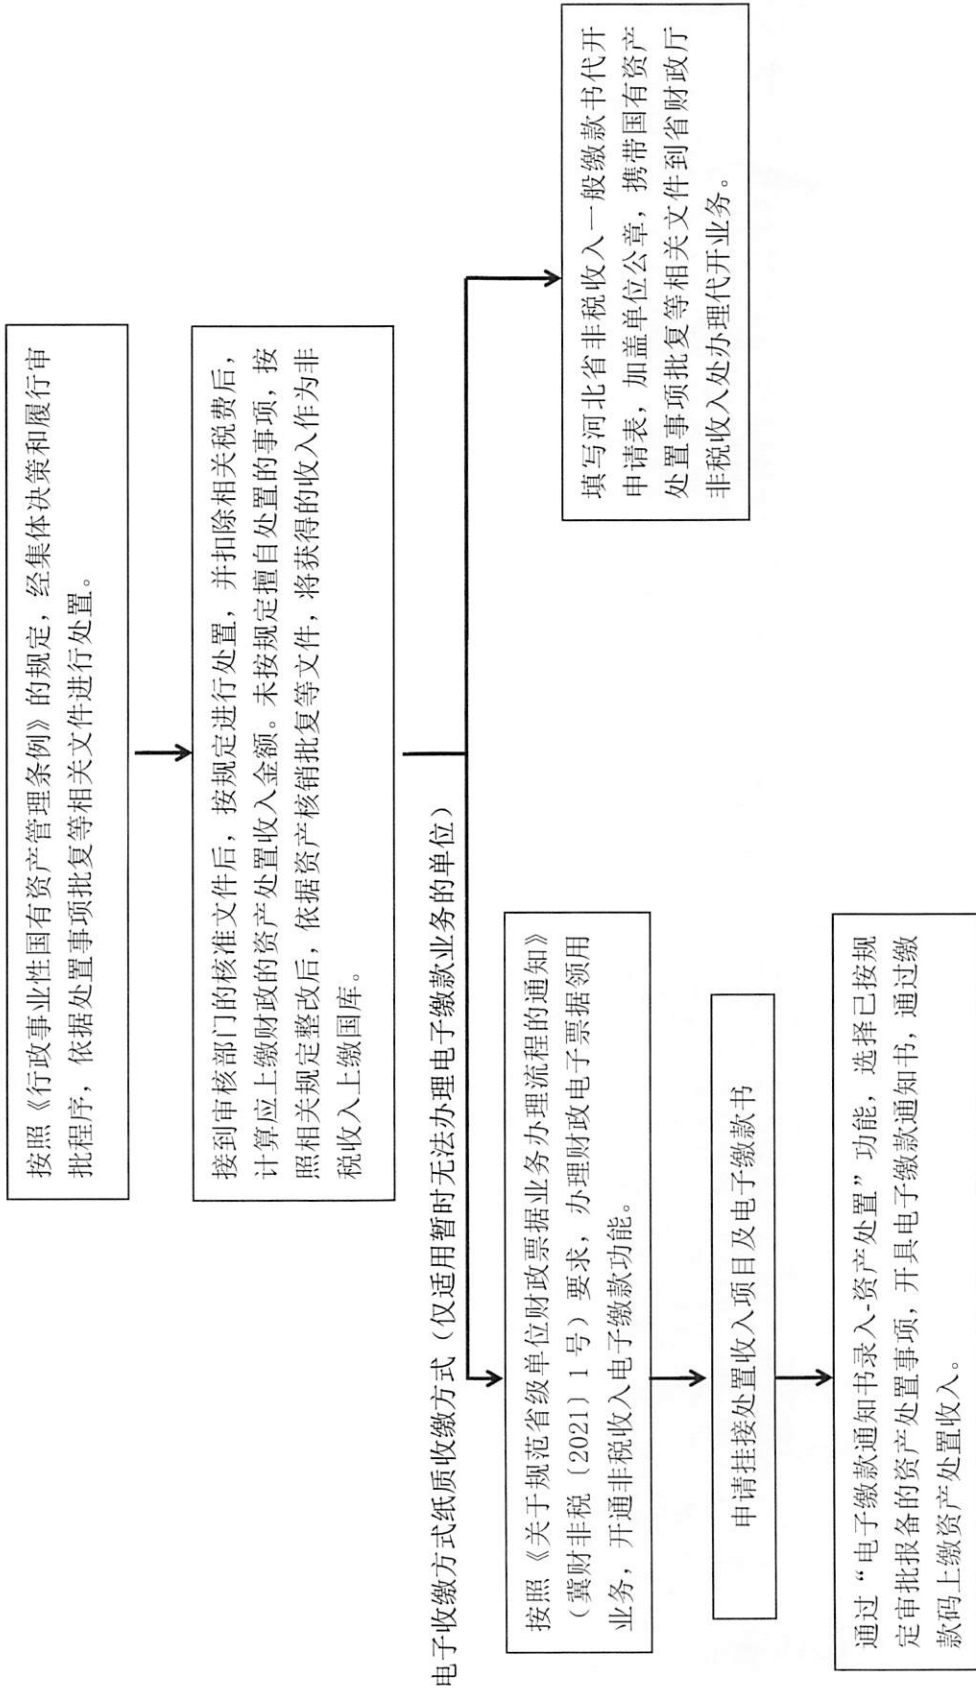 按照《行政事业性国有资产管理条例》的规定，经集体决策和履行审
批程序，依据处置事项批复等相关文件进行处置。
接到审核部门的核准文件后，按规定进行处置，并扣除相关税费后，
计算应上缴财政的资产处置收入金额。未按规定擅自处置的事项，按
照相关规定整改后，依据资产核销批复等文件，将获得的收入作为非
税收入上缴国库。
电子收缴方式纸质收缴方式（仅适用暂时无法办理电子缴款业务的单位）
按照《关于规范省级单位财政票据业务办理流程的通知》
（冀财非税〔2021〕1 号）要求，办理财政电子票据领用
业务，开通非税收入电子缴款功能。
申请挂接处置收入项目及电子缴款书
通过“电子缴款通知书录入-资产处置”功能，选择已按规
定审批报备的资产处置事项，开具电子缴款通知书，通过缴
款码上缴资产处置收入。
填写河北省非税收入一般缴款书代开
申请表，加盖单位公章，携带国有资产
处置事项批复等相关文件到省财政厅
非税收入处办理代开业务。